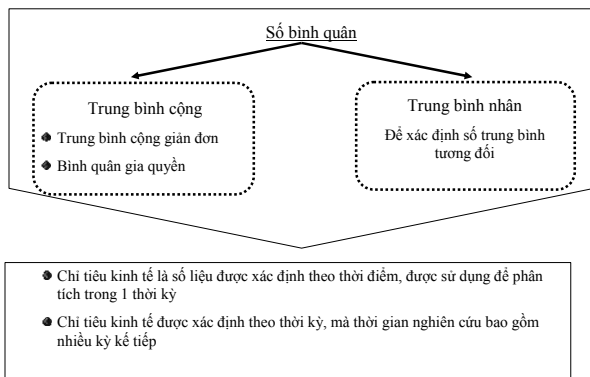 Số bình quân
Trung bình cộng
Trung bình cộng giản đơn
Bình quân gia quyền
Trung bình nhân
Để xác định số trung bình
tương đối
Chỉ tiêu kinh tế là số liệu được xác định theo thời điểm, được sử dụng để phân
tích trong 1 thời kỳ
Chỉ tiêu kinh tế được xác định theo thời kỳ, mà thời gian nghiên cứu bao gồm
nhiều kỳ kế tiếp